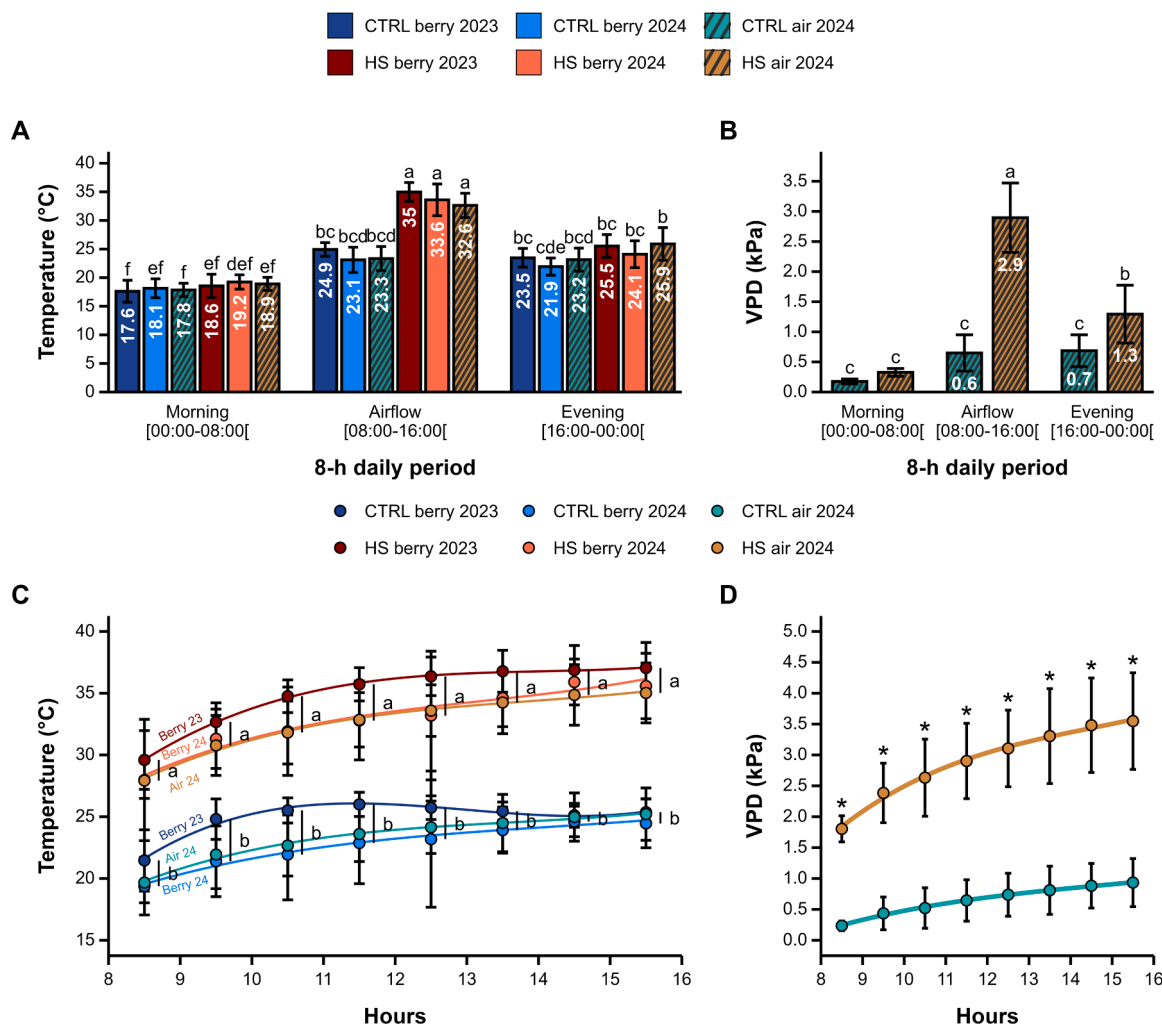 CTRL berry 2023 CTRL berry 2024 CTRL air 2024
HS berry 2023 HS berry 2024 HS air 2024
A
Temperature (°C)
40
35
30
25
20
15
10
5
0
f ef f ef def ef
17.6 18.1 17.8 18.6 19.2 18.9
bc bcd bcd a a a
24.9 23.1 23.3 35 33.6 32.6
bc cde bcd bc bc b
23.5 21.9 23.2 25.5 24.1 25.9
Morning Airflow Evening
[00:00-08:00[ [08:00-16:00[ [16:00-00:00[
8-h daily period
B
VPD (kPa)
3.5
3.0
2.5
2.0
1.5
1.0
0.5
0.0
c c c a c b
0.6 2.9 0.7 1.3
Morning Airflow Evening
[00:00-08:00[ [08:00-16:00[ [16:00-00:00[
8-h daily period
CTRL berry 2023 CTRL berry 2024 CTRL air 2024
HS berry 2023 HS berry 2024 HS air 2024
C
Temperature (°C)
40
35
30
25
20
15
Berry 23
Berry 24
Air 24
a a a a a a a a
Berry 23
Air 24
Berry 24
b b b b b b b b
8 9 10 11 12 13 14 15 16
Hours
D
VPD (kPa)
5.0
4.5
4.0
3.5
3.0
2.5
2.0
1.5
1.0
0.5
0.0
* * * * * * * *
8 9 10 11 12 13 14 15 16
Hours